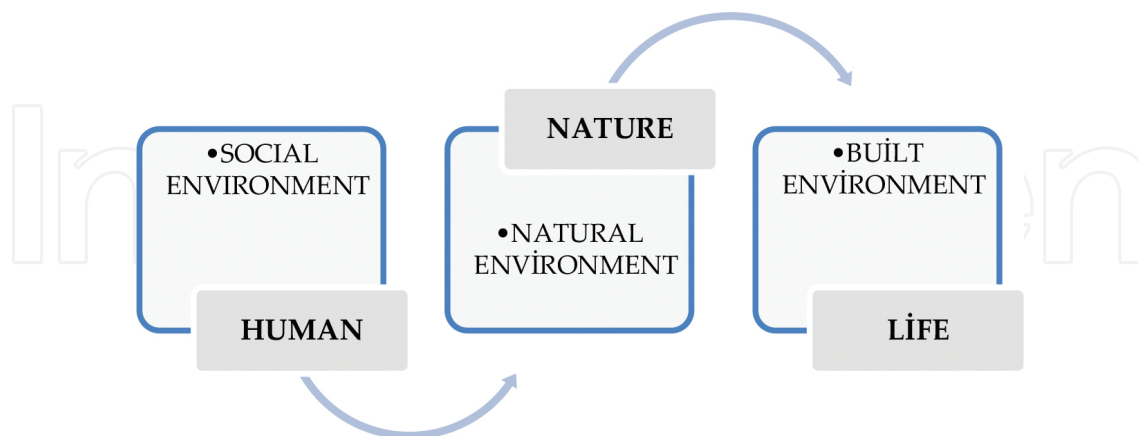 •SOCIAL
ENVIRONMENT
HUMAN
NATURE
•NATURAL
ENVİRONMENT
•BUİLT
ENVİRONMENT
LİFE